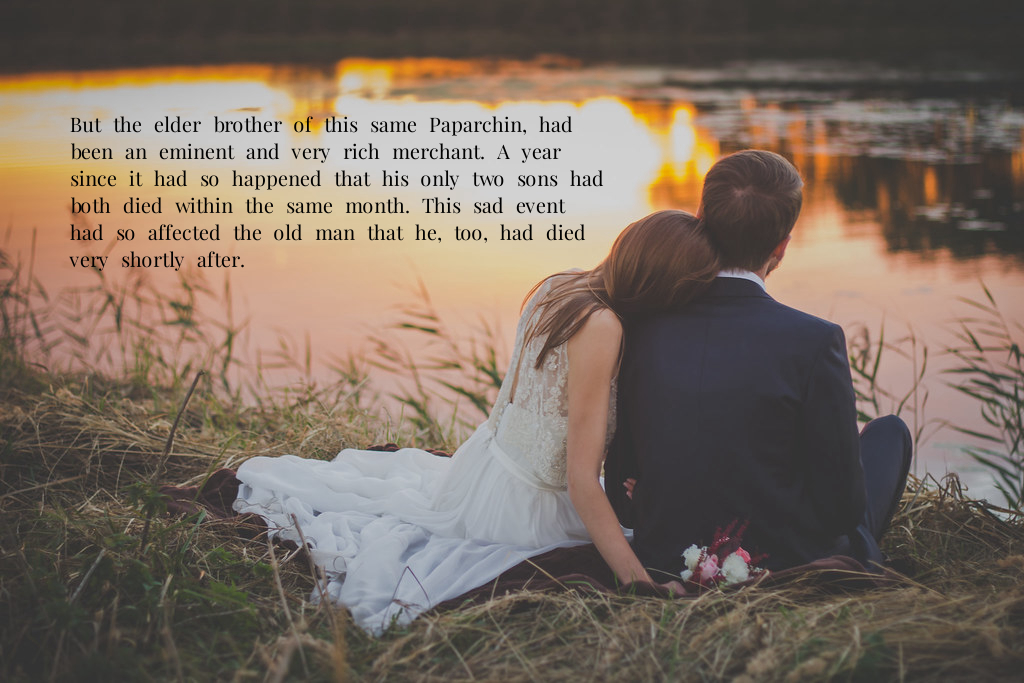 But the elder brother of this same Paparchin, had
been an eminent and very rich merchant. A year
since it had so happened that his only two sons had
both died within the same month. This sad event
had so affected the old man that he, too, had died
very shortly after.